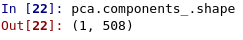 In [22]: pca.components_.shape
Out[22]: (1, 508)